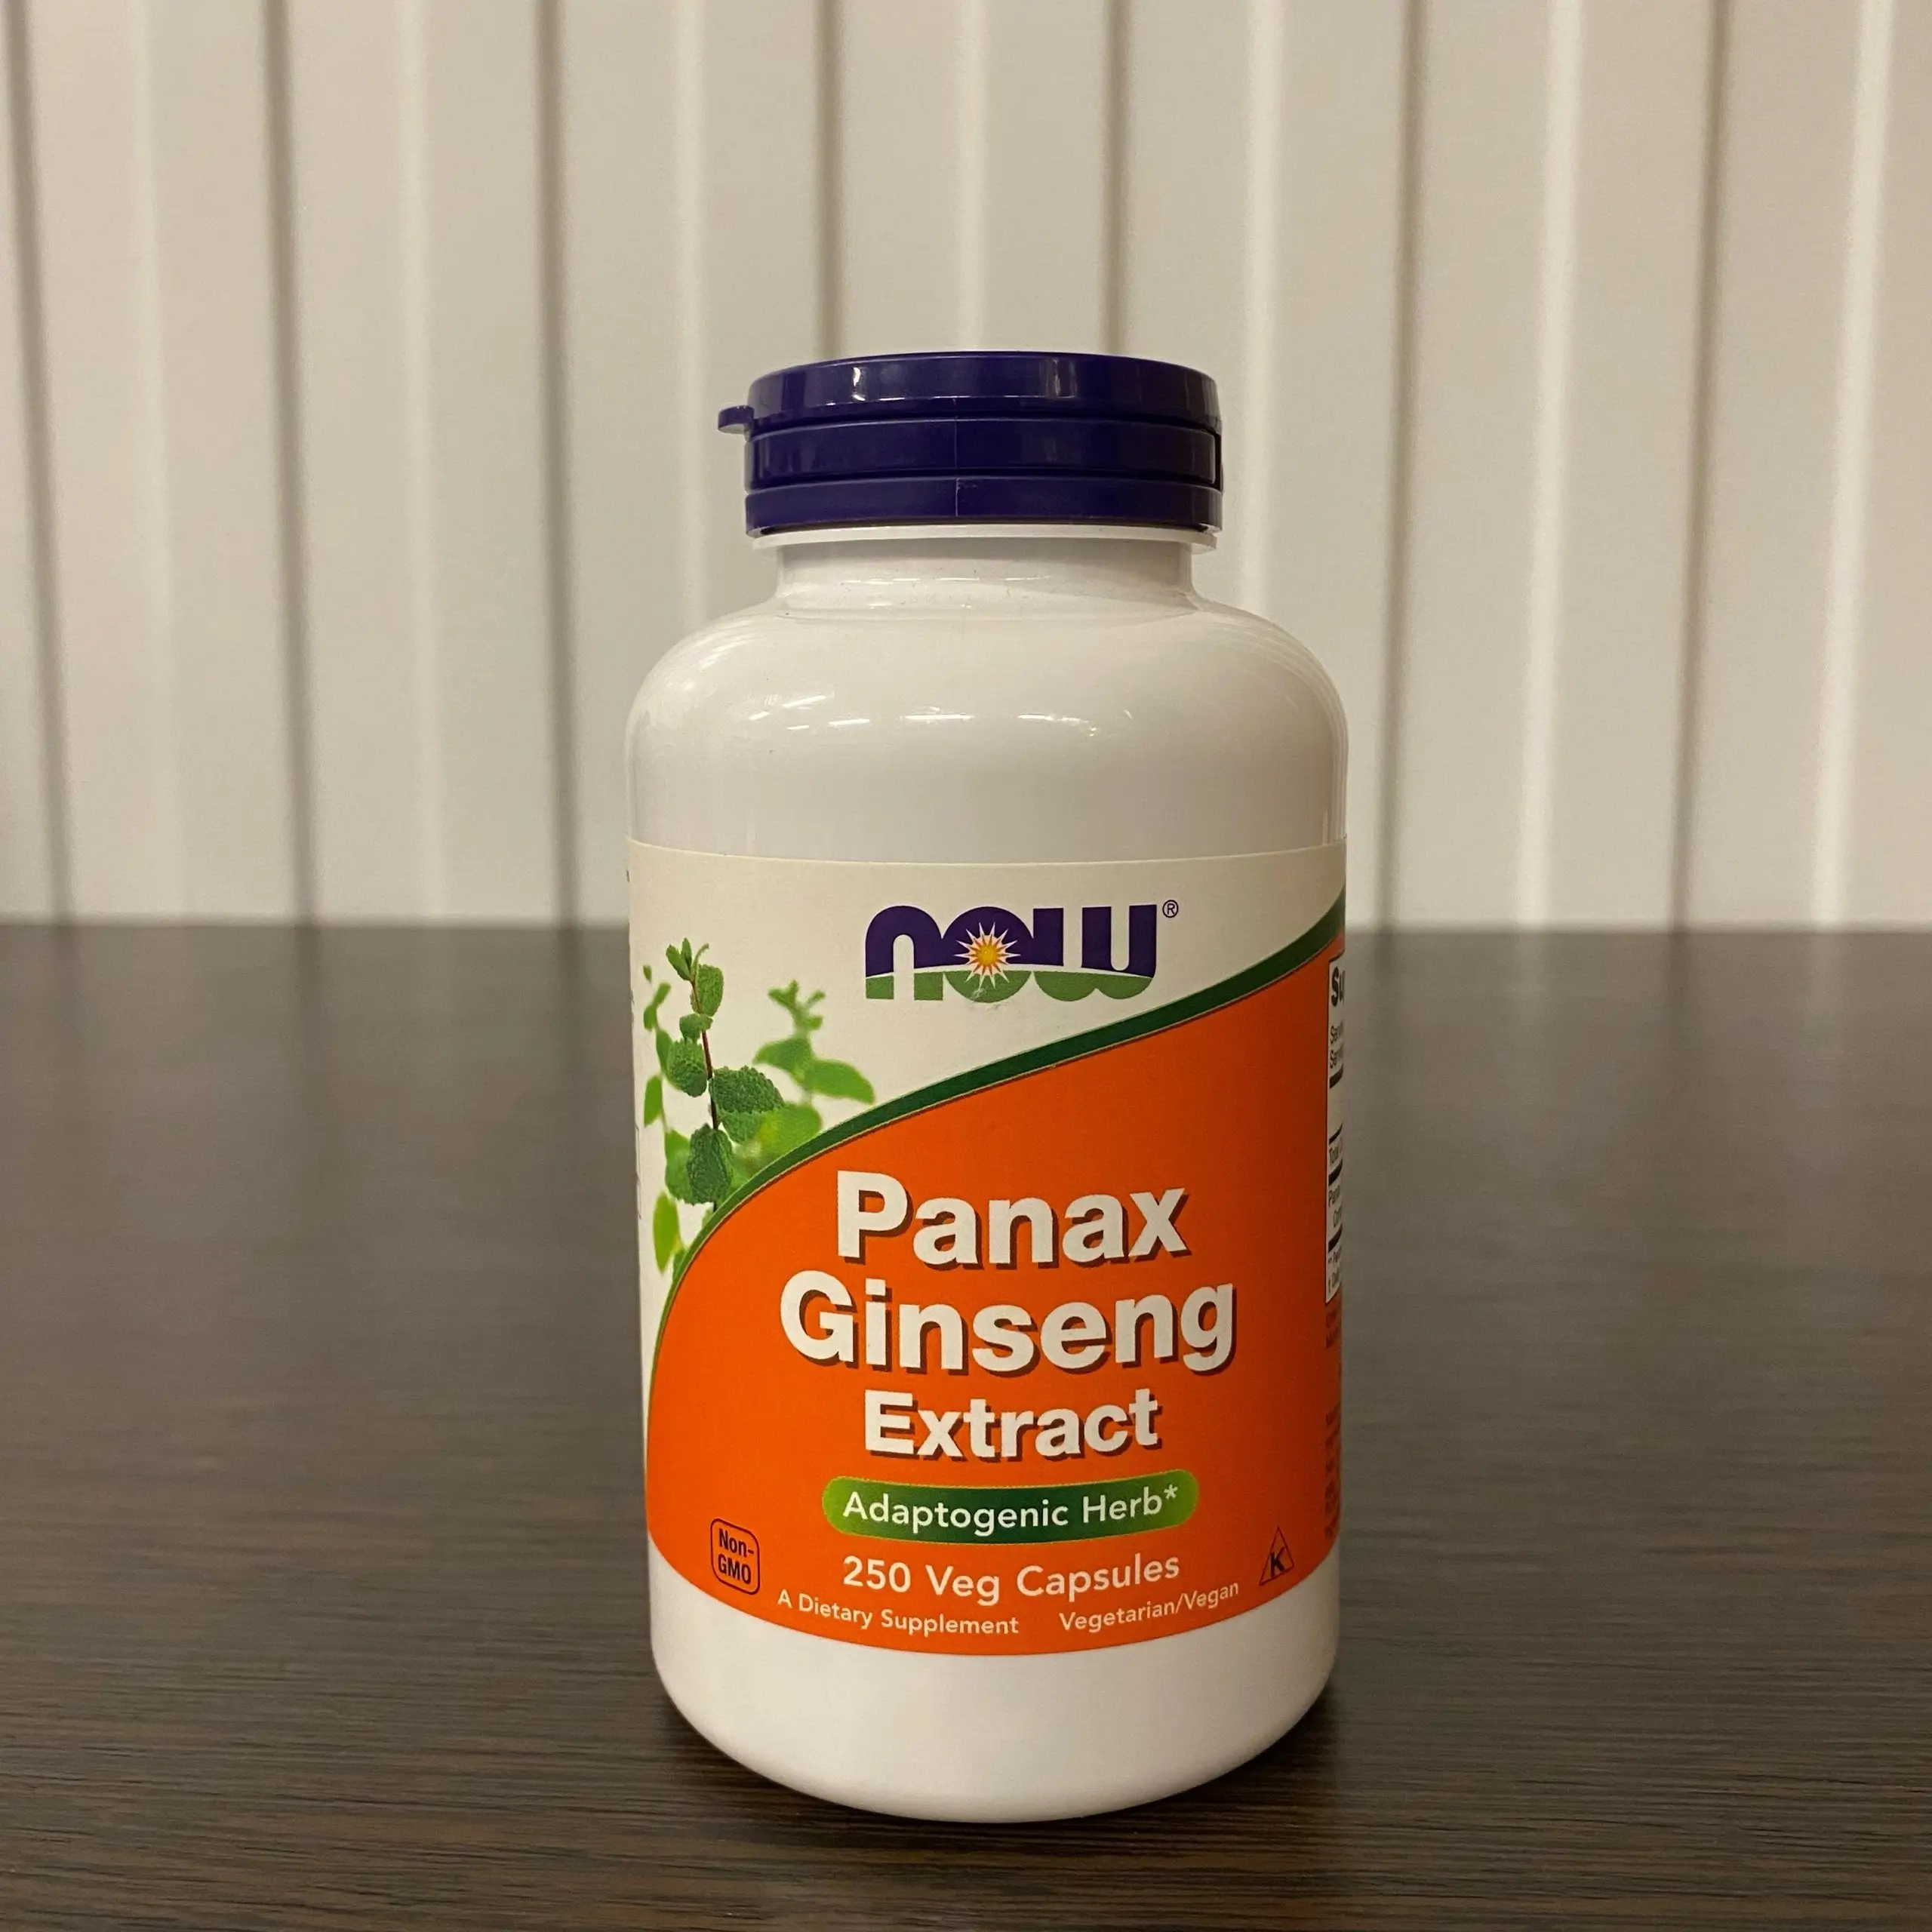 now®
Panax
Ginseng
Extract
Adaptogenic Herb*
Non-
GMO
250 Veg Capsules
K
A Dietary Supplement Vegetarian/Vegan